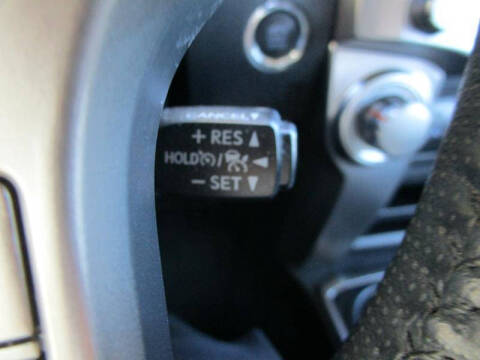 CANCEL
+ RES ▲
HOLD / ◄
− SET ▼